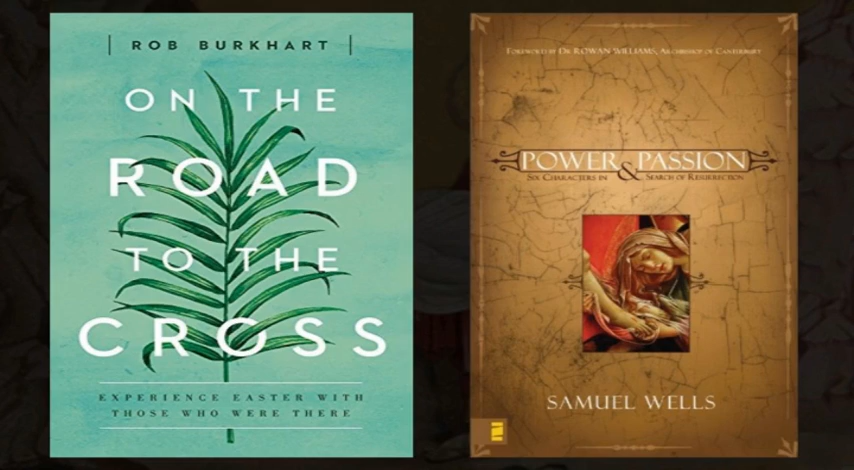 | ROB BURKHART |
ON THE
ROAD
TO THE
CROSS
EXPERIENCE EASTER WITH
THOSE WHO WERE THERE
FOREWORD BY DR ROWAN WILLIAMS, ARCHBISHOP OF CANTERBURY
POWER & PASSION
SIX CHARACTERS IN SEARCH OF RESURRECTION
SAMUEL WELLS